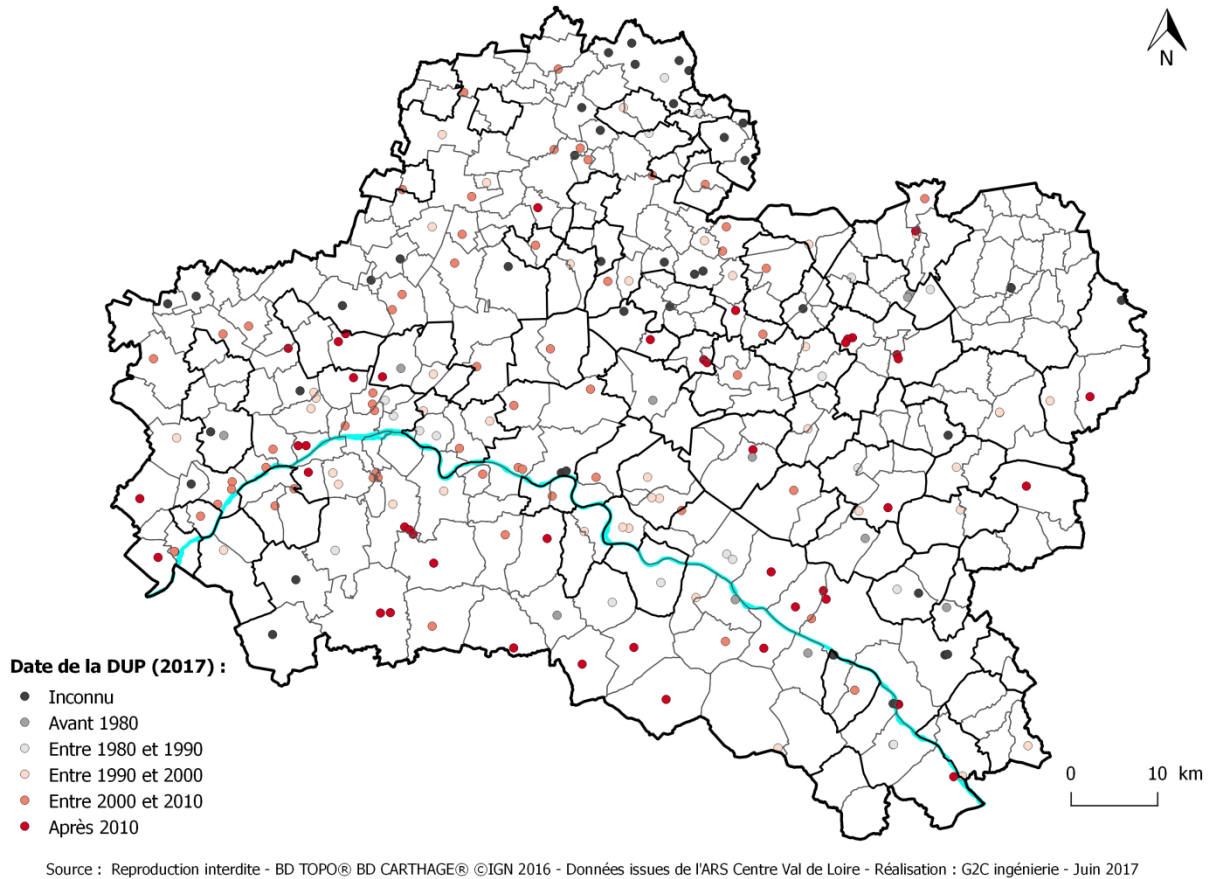 N
Date de la DUP (2017) :
Inconnu
Avant 1980
Entre 1980 et 1990
Entre 1990 et 2000
Entre 2000 et 2010
Après 2010
0 10 km
Source : Reproduction interdite - BD TOPO® BD CARTHAGE® ©IGN 2016 - Données issues de l'ARS Centre Val de Loire - Réalisation : G2C ingénierie - Juin 2017